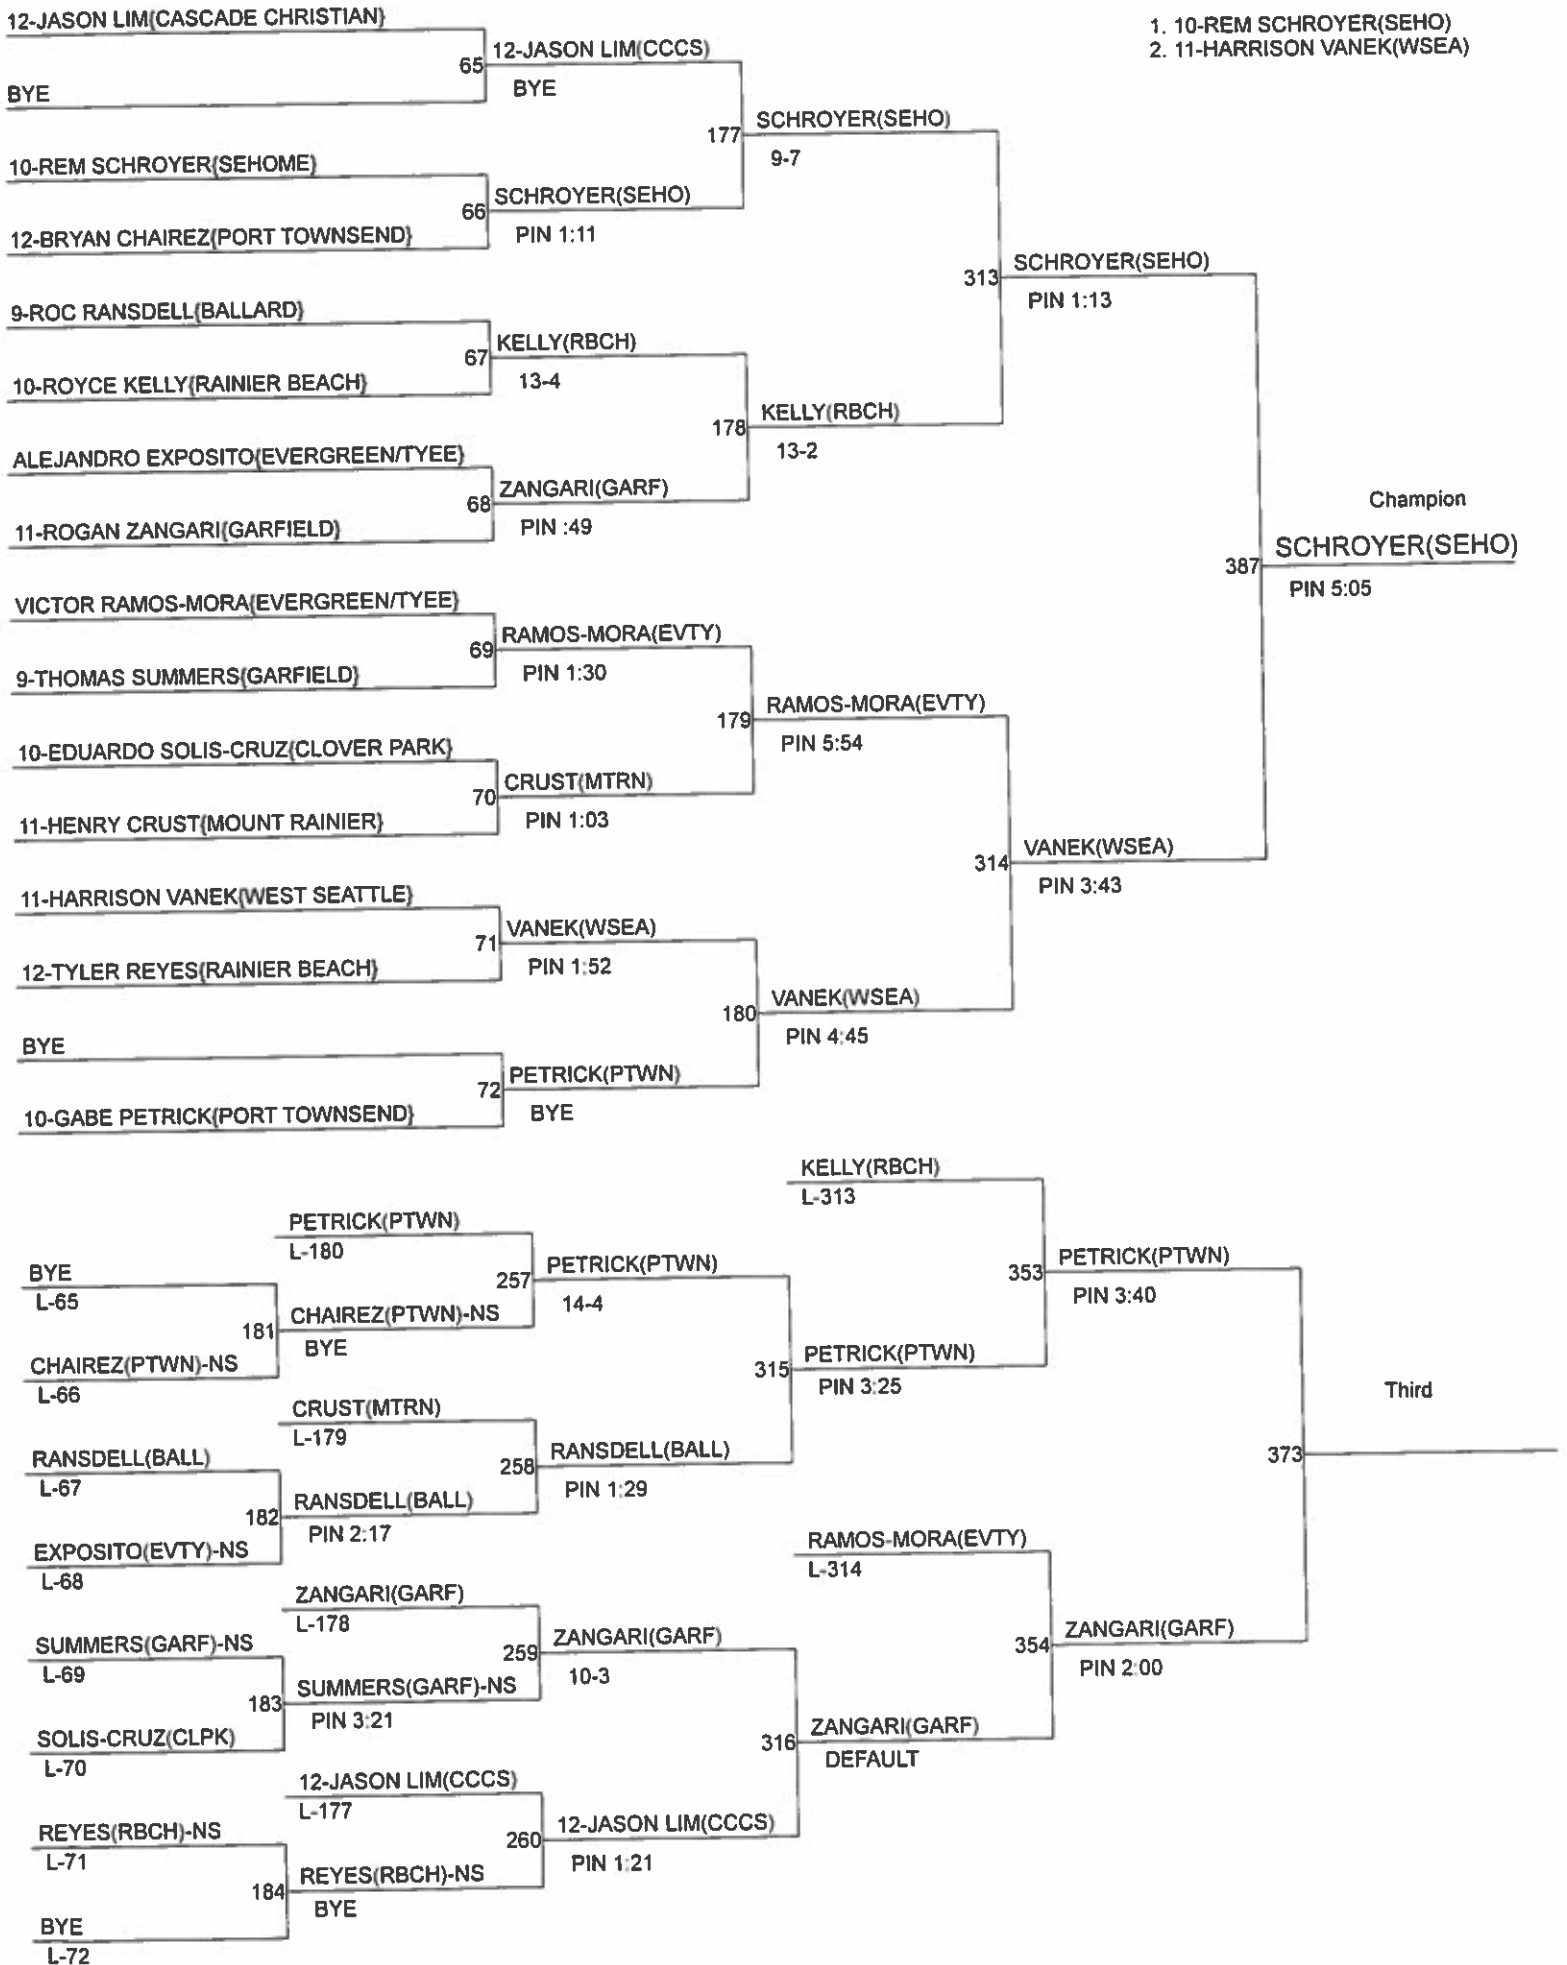 12-JASON LIM{CASCADE CHRISTIAN}
65
12-JASON LIM(CCCS)
BYE
BYE
1. 10-REM SCHROYER(SEHO)
2. 11-HARRISON VANEK(WSEA)
177
SCHROYER(SEHO)
9-7
10-REM SCHROYER{SEHOME}
66
SCHROYER(SEHO)
PIN 1:11
12-BRYAN CHAIREZ{PORT TOWNSEND}
313
SCHROYER(SEHO)
PIN 1:13
9-ROC RANSDELL{BALLARD}
67
KELLY(RBCH)
13-4
10-ROYCE KELLY{RAINIER BEACH}
178
KELLY(RBCH)
13-2
ALEJANDRO EXPOSITO{EVERGREEN/TYEE}
68
ZANGARI(GARF)
PIN :49
11-ROGAN ZANGARI{GARFIELD}
Champion
387
SCHROYER(SEHO)
PIN 5:05
VICTOR RAMOS-MORA{EVERGREEN/TYEE}
69
RAMOS-MORA(EVTY)
PIN 1:30
9-THOMAS SUMMERS{GARFIELD}
179
RAMOS-MORA(EVTY)
PIN 5:54
10-EDUARDO SOLIS-CRUZ{CLOVER PARK}
70
CRUST(MTRN)
PIN 1:03
11-HENRY CRUST{MOUNT RAINIER}
314
VANEK(WSEA)
PIN 3:43
11-HARRISON VANEK{WEST SEATTLE}
71
VANEK(WSEA)
PIN 1:52
12-TYLER REYES{RAINIER BEACH}
180
VANEK(WSEA)
PIN 4:45
BYE
72
PETRICK(PTWN)
BYE
10-GABE PETRICK{PORT TOWNSEND}
KELLY(RBCH)
L-313
PETRICK(PTWN)
L-180
257
PETRICK(PTWN)
14-4
353
PETRICK(PTWN)
PIN 3:40
BYE
L-65
181
CHAIREZ(PTWN)-NS
BYE
CHAIREZ(PTWN)-NS
L-66
315
PETRICK(PTWN)
PIN 3:25
Third
CRUST(MTRN)
L-179
258
RANSDELL(BALL)
PIN 1:29
373
RANSDELL(BALL)
L-67
182
RANSDELL(BALL)
PIN 2:17
EXPOSITO(EVTY)-NS
L-68
RAMOS-MORA(EVTY)
L-314
ZANGARI(GARF)
L-178
259
ZANGARI(GARF)
10-3
354
ZANGARI(GARF)
PIN 2:00
SUMMERS(GARF)-NS
L-69
183
SUMMERS(GARF)-NS
PIN 3:21
SOLIS-CRUZ(CLPK)
L-70
316
ZANGARI(GARF)
DEFAULT
12-JASON LIM(CCCS)
L-177
260
12-JASON LIM(CCCS)
PIN 1:21
REYES(RBCH)-NS
L-71
184
REYES(RBCH)-NS
BYE
BYE
L-72